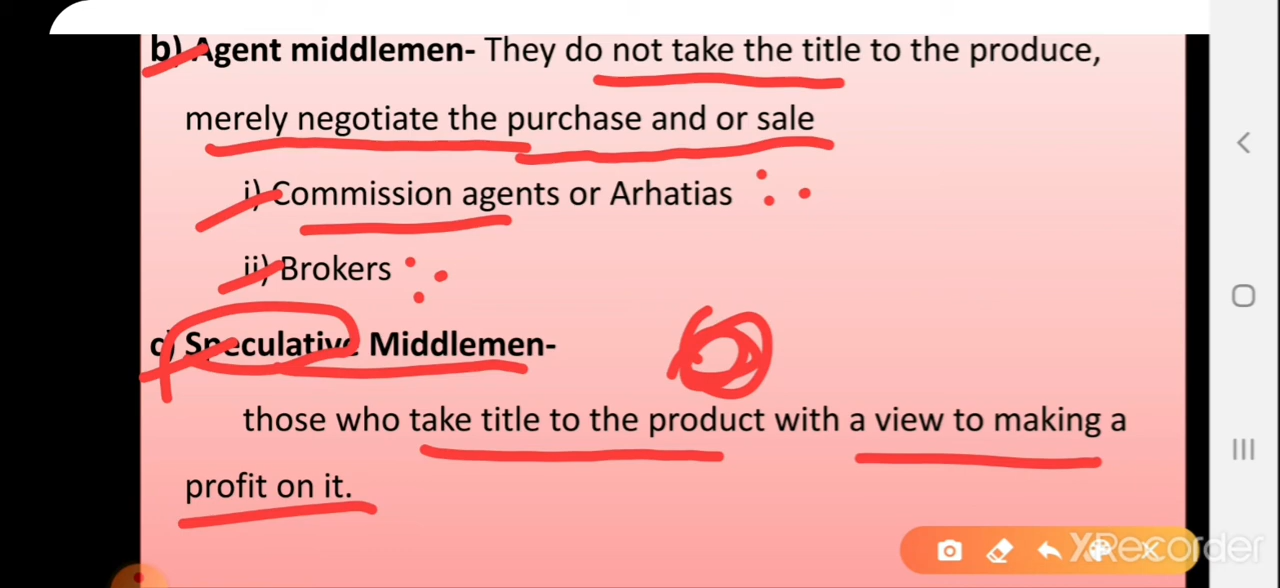 b) Agent middlemen- They do not take the title to the produce,
merely negotiate the purchase and or sale
i) Commission agents or Arhatias
ii) Brokers
c) Speculative Middlemen-
those who take title to the product with a view to making a
profit on it.
XRecorder